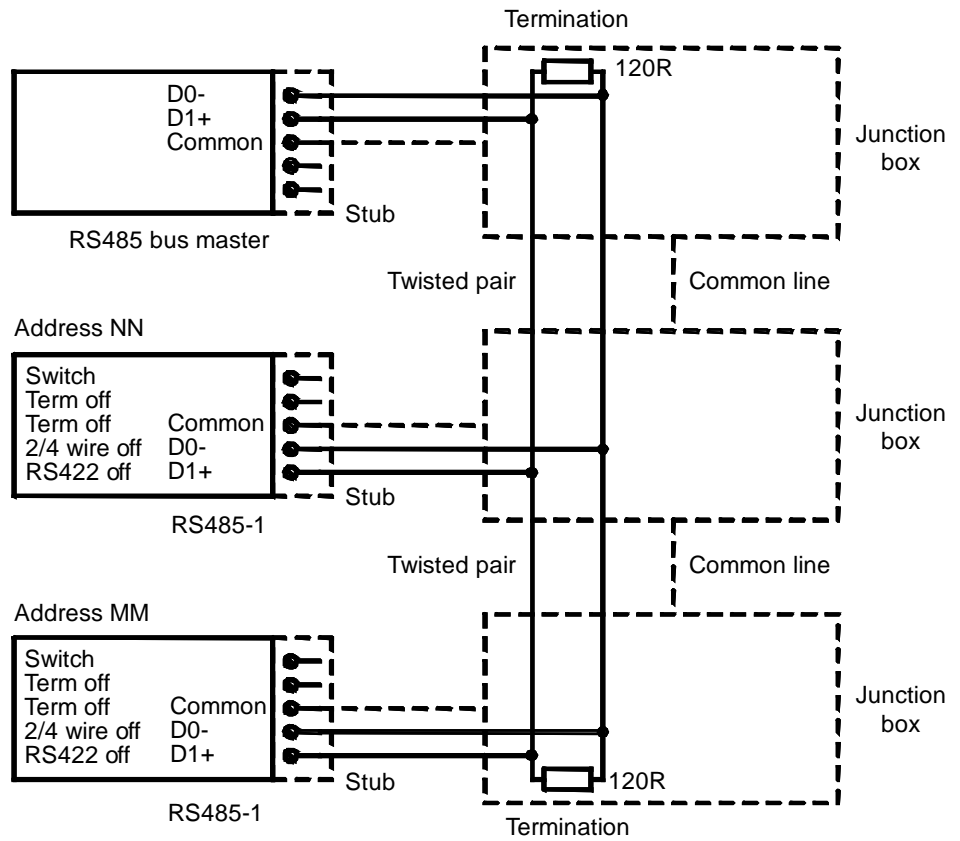 Termination
120R
D0-
D1+
Common
Junction
box
Stub
RS485 bus master
Twisted pair
Common line
Address NN
Switch
Term off
Term off
Common
2/4 wire off
D0-
RS422 off
D1+
Junction
box
Stub
RS485-1
Twisted pair
Common line
Address MM
Switch
Term off
Term off
Common
2/4 wire off
D0-
RS422 off
D1+
Junction
box
Stub
120R
RS485-1
Termination